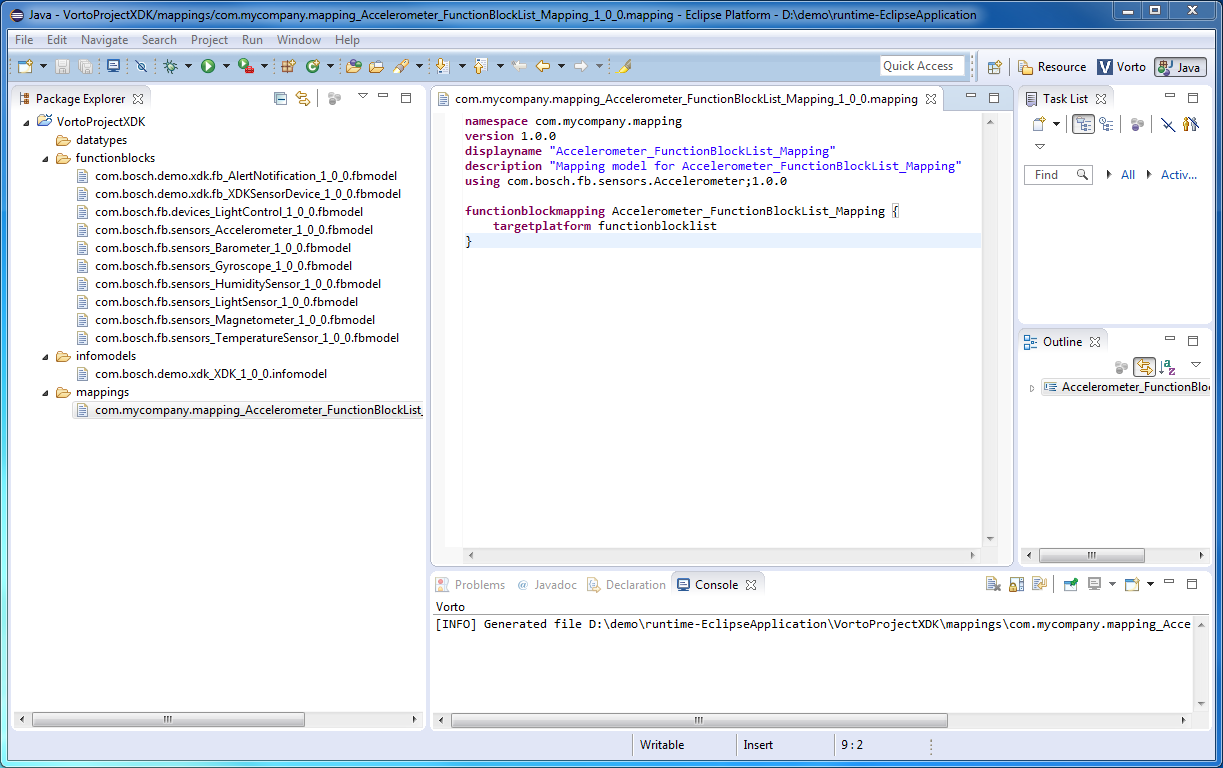 Java - VortoProjectXDK/mappings/com.mycompany.mapping_Accelerometer_FunctionBlockList_Mapping_1_0_0.mapping - Eclipse Platform - D:\demo\runtime-EclipseApplication
File Edit Navigate Search Project Run Window Help
Quick Access Resource Vorto Java
Package Explorer
VortoProjectXDK
datatypes
functionblocks
com.bosch.demo.xdk.fb_AlertNotification_1_0_0.fbmodel
com.bosch.demo.xdk.fb_XDKSensorDevice_1_0_0.fbmodel
com.bosch.fb.devices_LightControl_1_0_0.fbmodel
com.bosch.fb.sensors_Accelerometer_1_0_0.fbmodel
com.bosch.fb.sensors_Barometer_1_0_0.fbmodel
com.bosch.fb.sensors_Gyroscope_1_0_0.fbmodel
com.bosch.fb.sensors_HumiditySensor_1_0_0.fbmodel
com.bosch.fb.sensors_LightSensor_1_0_0.fbmodel
com.bosch.fb.sensors_Magnetometer_1_0_0.fbmodel
com.bosch.fb.sensors_TemperatureSensor_1_0_0.fbmodel
infomodels
com.bosch.demo.xdk_XDK_1_0_0.infomodel
mappings
com.mycompany.mapping_Accelerometer_FunctionBlockList_
com.mycompany.mapping_Accelerometer_FunctionBlockList_Mapping_1_0_0.mapping
namespace com.mycompany.mapping
version 1.0.0
displayname "Accelerometer_FunctionBlockList_Mapping"
description "Mapping model for Accelerometer_FunctionBlockList_Mapping"
using com.bosch.fb.sensors.Accelerometer;1.0.0
functionblockmapping Accelerometer_FunctionBlockList_Mapping {
targetplatform functionblocklist
}
Task List
Find All Activ...
Outline
Accelerometer_FunctionBlo
Problems @ Javadoc Declaration Console
Vorto
[INFO] Generated file D:\demo\runtime-EclipseApplication\VortoProjectXDK\mappings\com.mycompany.mapping_Acce
Writable Insert 9 : 2